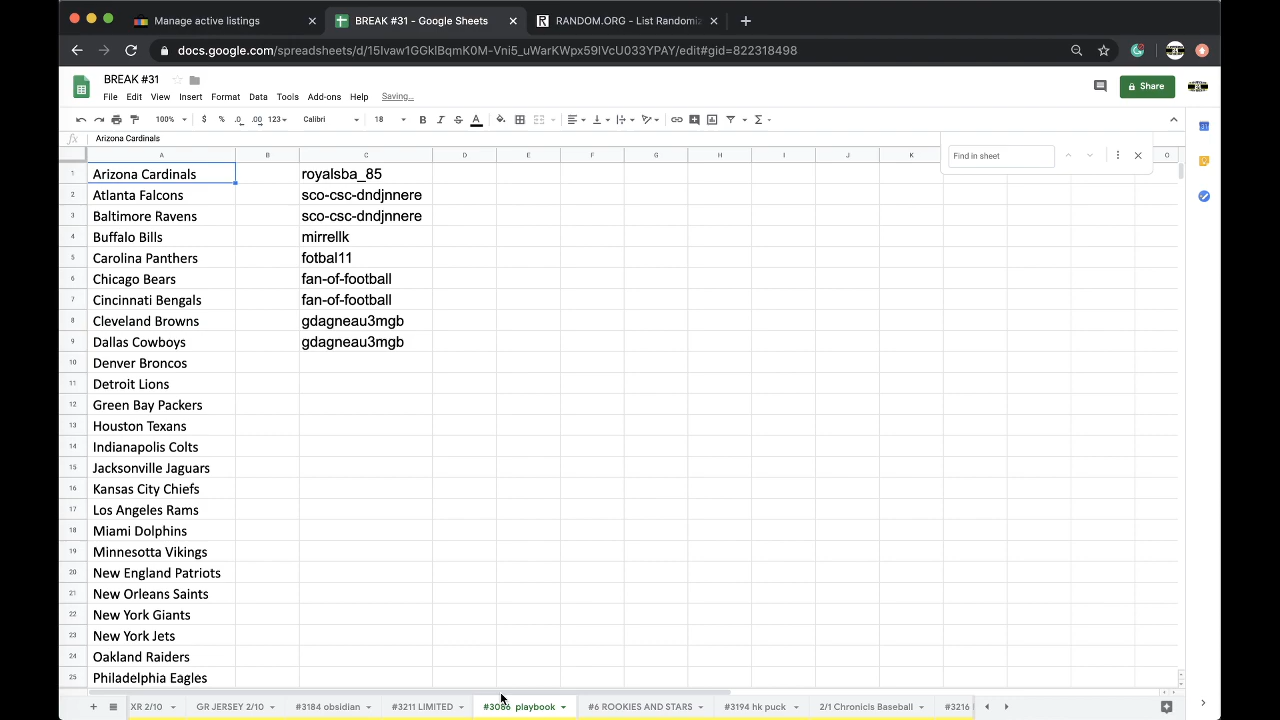 Manage active listings
BREAK #31 - Google Sheets
RANDOM.ORG - List Randomi
docs.google.com/spreadsheets/d/15Ivaw1GGklBqmK0M-Vni5_uWarKWpx59IVcU033YPAY/edit#gid=822318498
BREAK #31
File Edit View Insert Format Data Tools Add-ons Help Saving...
Share
100% $ % .0 .00 123 Calibri 18 B I S A
fx Arizona Cardinals
Find in sheet
A B C D E F G H I J K O
1 Arizona Cardinals royalsba_85
2 Atlanta Falcons sco-csc-dndjnnere
3 Baltimore Ravens sco-csc-dndjnnere
4 Buffalo Bills mirrellk
5 Carolina Panthers fotbal11
6 Chicago Bears fan-of-football
7 Cincinnati Bengals fan-of-football
8 Cleveland Browns gdagneau3mgb
9 Dallas Cowboys gdagneau3mgb
10 Denver Broncos
11 Detroit Lions
12 Green Bay Packers
13 Houston Texans
14 Indianapolis Colts
15 Jacksonville Jaguars
16 Kansas City Chiefs
17 Los Angeles Rams
18 Miami Dolphins
19 Minnesotta Vikings
20 New England Patriots
21 New Orleans Saints
22 New York Giants
23 New York Jets
24 Oakland Raiders
25 Philadelphia Eagles
XR 2/10 GR JERSEY 2/10 #3184 obsidian #3211 LIMITED playbook #6 ROOKIES AND STARS #3194 hk puck 2/1 Chronicls Baseball #3216